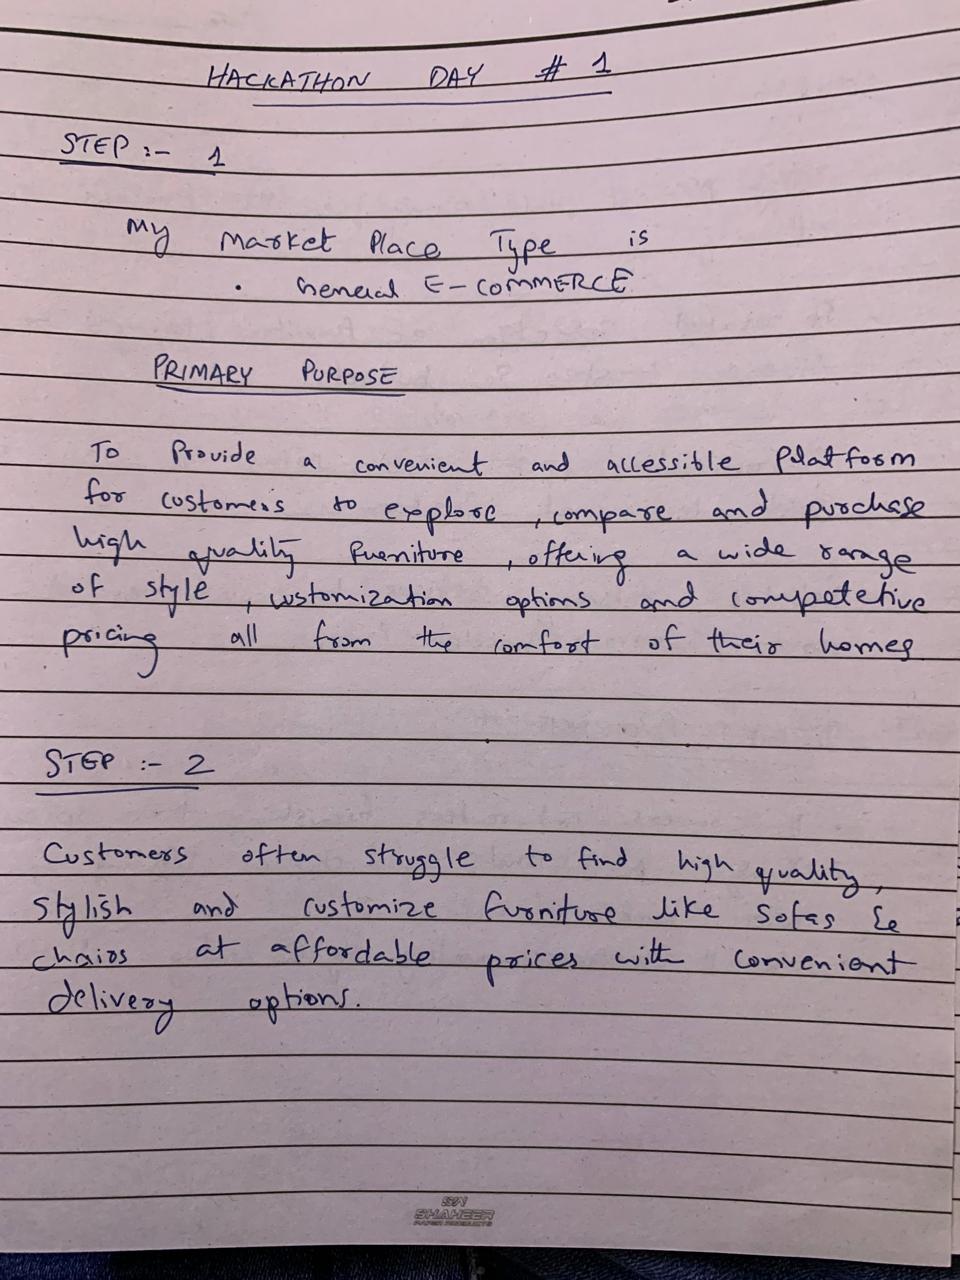 HACKATHON DAY # 1
STEP :- 1
My Market Place Type is
• General E-COMMERCE
PRIMARY PURPOSE
To Provide a convenient and accessible Platform
for customers to explore , compare and purchase
high quality Furniture , offering a wide range
of style , customization options and competetive
pricing all from the comfort of their homes
STEP :- 2
Customers often struggle to find high quality,
stylish and customize furniture like sofas &
chairs at affordable prices with convenient
delivery options.
SHAHEER
PAPER PRODUCTS